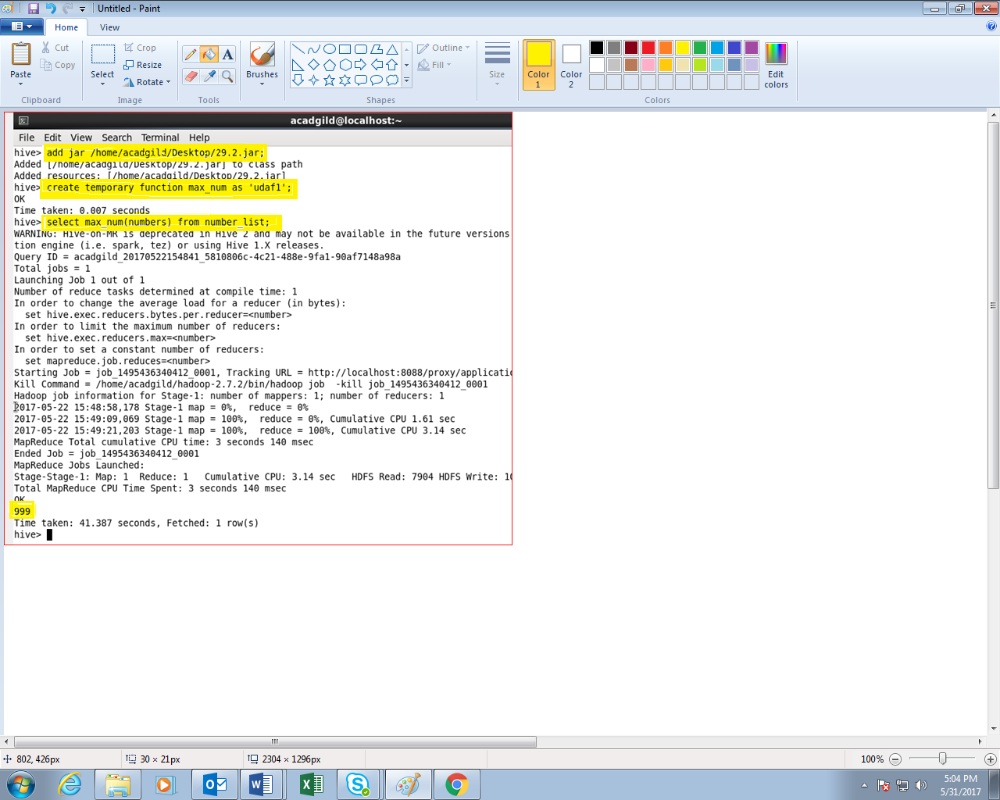 Untitled - Paint
Home
View
Paste
Cut
Copy
Clipboard
Select
Crop
Resize
Rotate
Image
Tools
Brushes
Shapes
Outline
Fill
Size
Color 1
Color 2
Colors
Edit colors
acadgild@localhost:~
File Edit View Search Terminal Help
hive> add jar /home/acadgild/Desktop/29.2.jar;
Added [/home/acadgild/Desktop/29.2.jar] to class path
Added resources: [/home/acadgild/Desktop/29.2.jar]
hive> create temporary function max_num as 'udaf1';
OK
Time taken: 0.007 seconds
hive> select max_num(numbers) from number_list;
WARNING: Hive-on-MR is deprecated in Hive 2 and may not be available in the future versions
tion engine (i.e. spark, tez) or using Hive 1.X releases.
Query ID = acadgild_20170522154841_5810806c-4c21-488e-9fa1-90af7148a98a
Total jobs = 1
Launching Job 1 out of 1
Number of reduce tasks determined at compile time: 1
In order to change the average load for a reducer (in bytes):
set hive.exec.reducers.bytes.per.reducer=<number>
In order to limit the maximum number of reducers:
set hive.exec.reducers.max=<number>
In order to set a constant number of reducers:
set mapreduce.job.reduces=<number>
Starting Job = job_1495436340412_0001, Tracking URL = http://localhost:8088/proxy/applicatio
Kill Command = /home/acadgild/hadoop-2.7.2/bin/hadoop job -kill job_1495436340412_0001
Hadoop job information for Stage-1: number of mappers: 1; number of reducers: 1
2017-05-22 15:48:58,178 Stage-1 map = 0%, reduce = 0%
2017-05-22 15:49:09,069 Stage-1 map = 100%, reduce = 0%, Cumulative CPU 1.61 sec
2017-05-22 15:49:21,203 Stage-1 map = 100%, reduce = 100%, Cumulative CPU 3.14 sec
MapReduce Total cumulative CPU time: 3 seconds 140 msec
Ended Job = job_1495436340412_0001
MapReduce Jobs Launched:
Stage-Stage-1: Map: 1 Reduce: 1 Cumulative CPU: 3.14 sec HDFS Read: 7904 HDFS Write: 10
Total MapReduce CPU Time Spent: 3 seconds 140 msec
OK
999
Time taken: 41.387 seconds, Fetched: 1 row(s)
hive>
802, 426px
30 × 21px
2304 × 1296px
100%
5:04 PM
5/31/2017